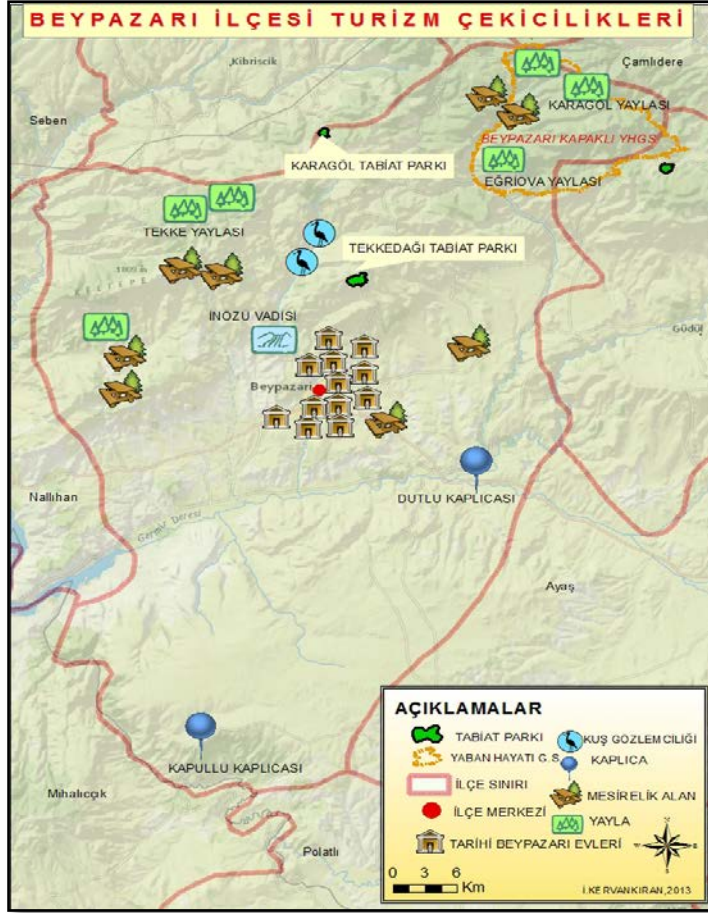 BEYPAZARI İLÇESİ TURİZM ÇEKİCİLİKLERİ
Kıbrıscik
Çamlıdere
Seben
KARAGÖL YAYLASI
BEYPAZARI KAPAKLI YHGS
KARAGÖL TABİAT PARKI
EĞRİOVA YAYLASI
TEKKE YAYLASI
TEKKEDAĞI TABİAT PARKI
İNÖZÜ VADİSİ
Güdül
Beypazarı
Nallıhan
DUTLU KAPLICASI
Ayaş
KAPULLU KAPLICASI
Mihalıcçık
Polatlı
AÇIKLAMALAR
TABİAT PARKI
KUŞ GÖZLEMCİLİĞİ
YABAN HAYATI G.S
KAPLICA
İLÇE SINIRI
MESİRELİK ALAN
İLÇE MERKEZİ
YAYLA
TARİHİ BEYPAZARI EVLERİ
0 3 6
Km
İ.KERVANKIRAN,2013